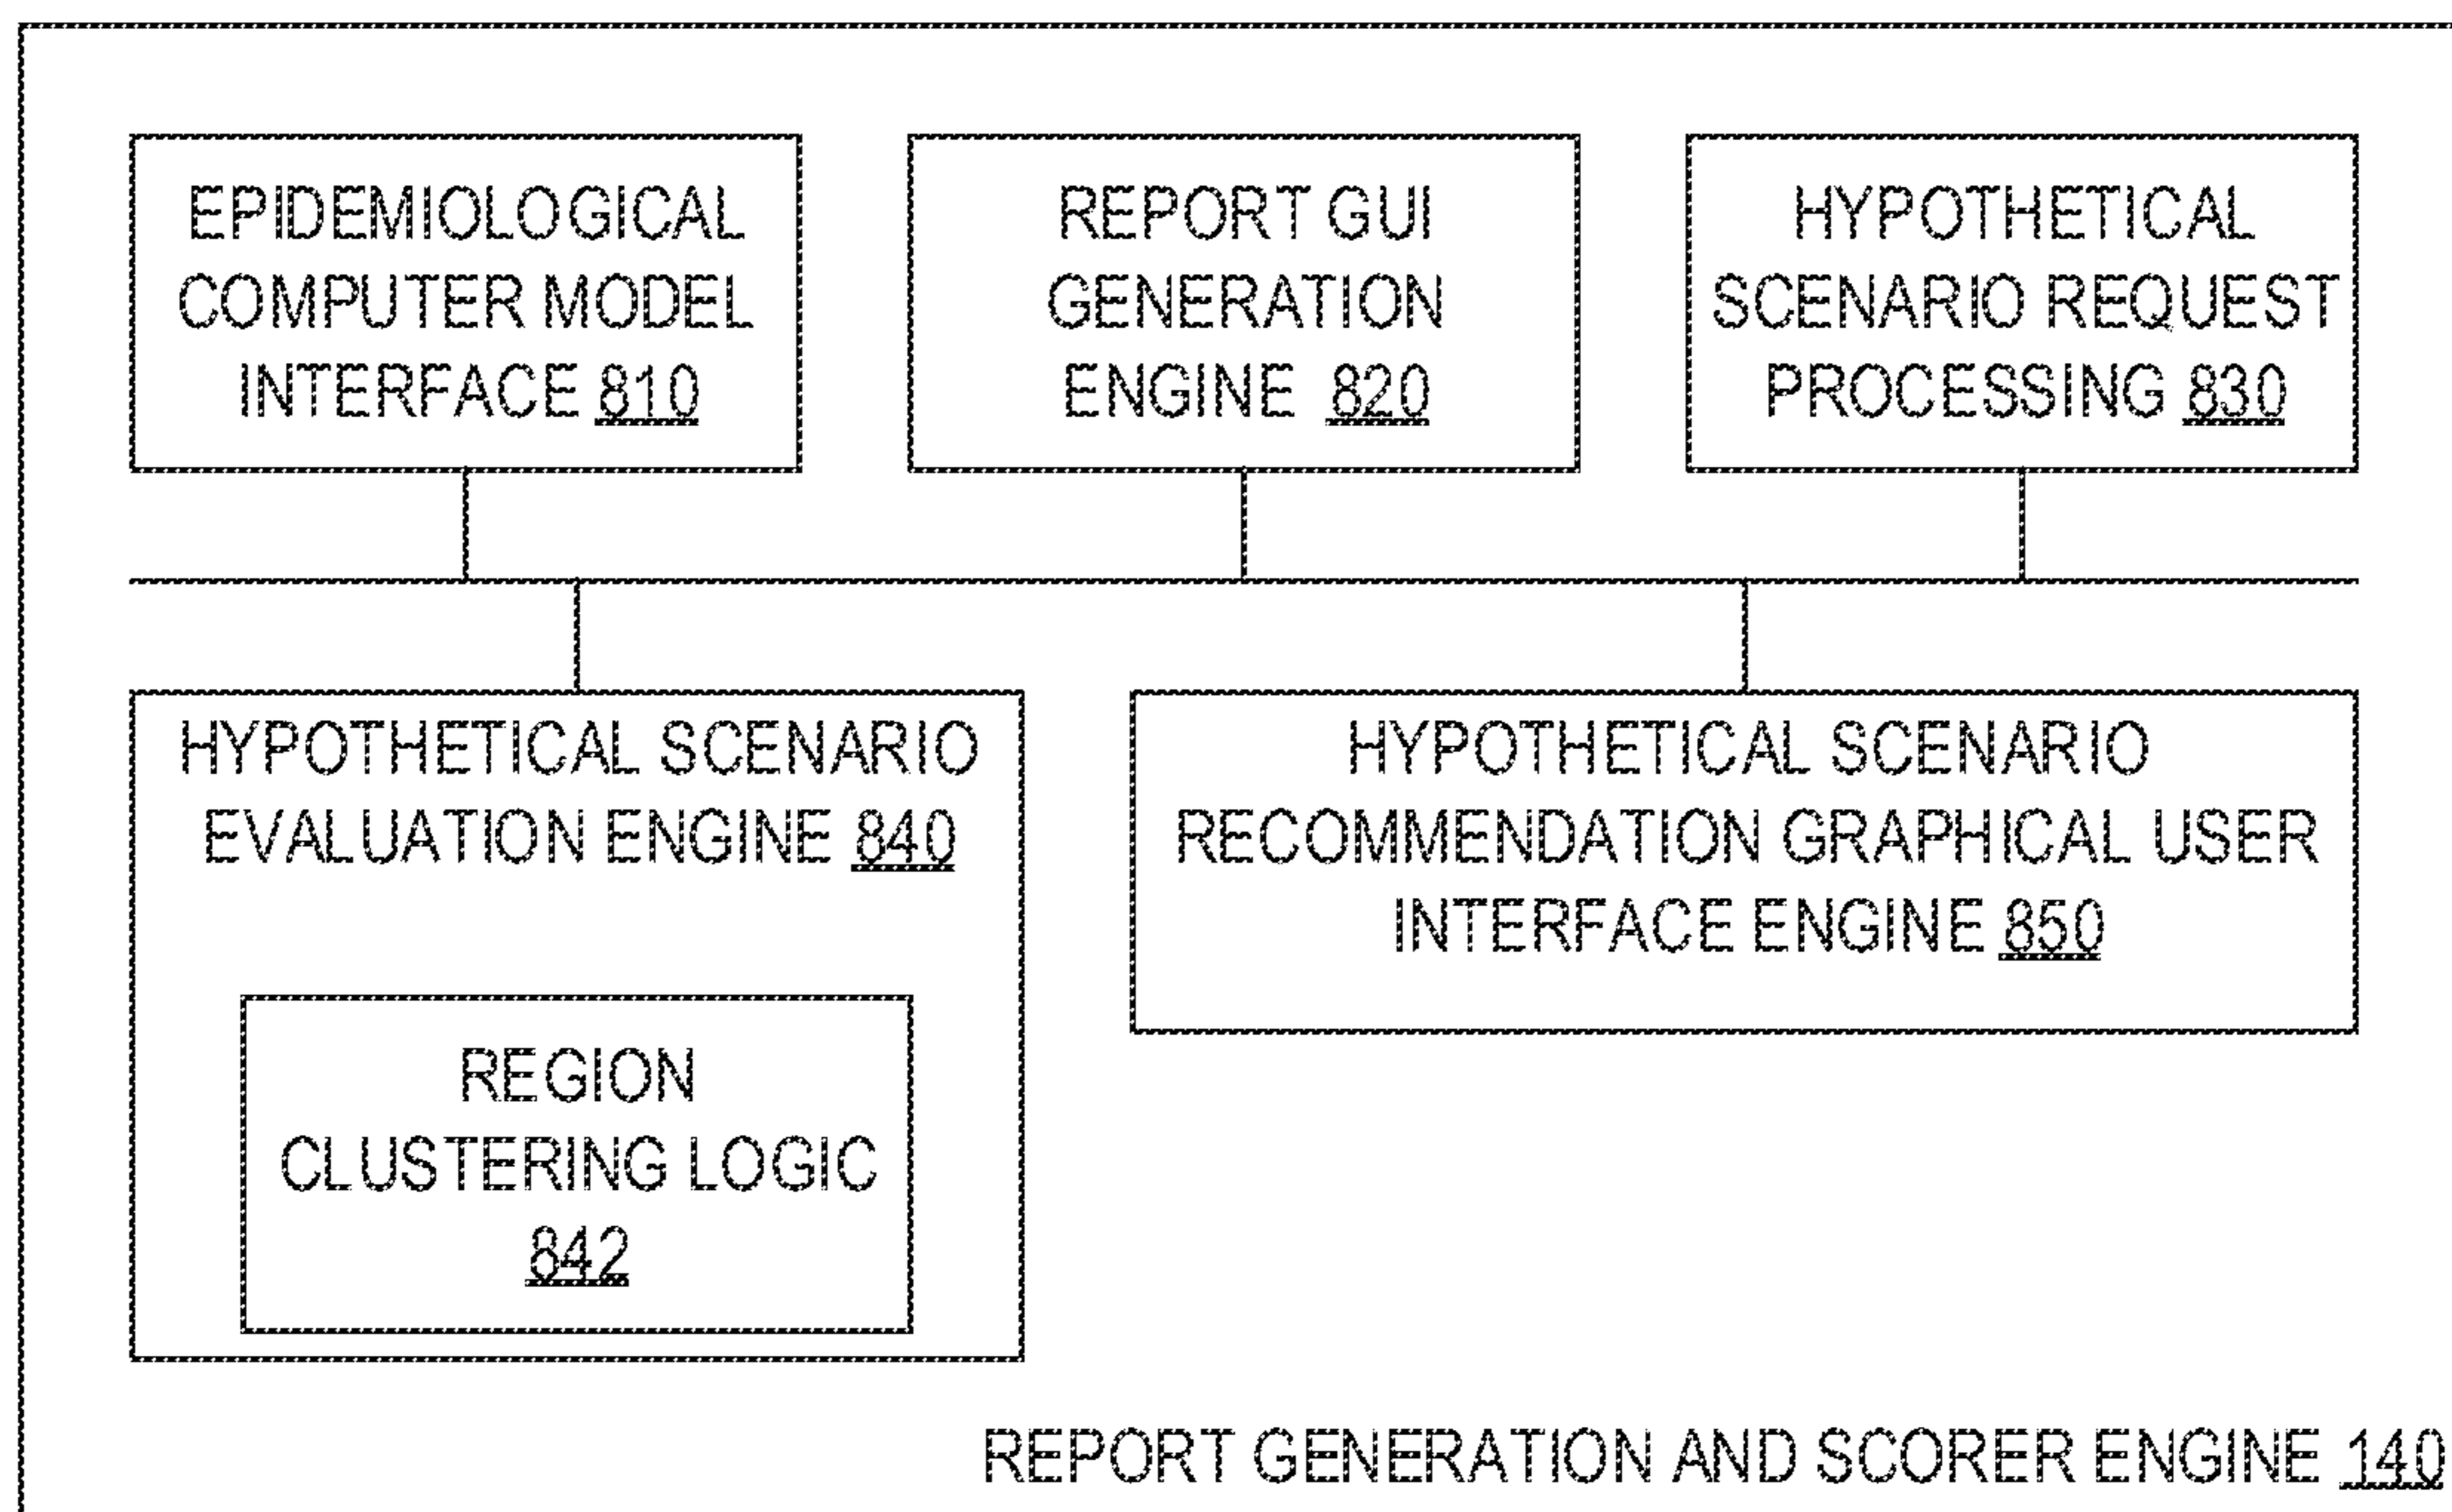 EPIDEMIOLOGICAL
COMPUTER MODEL
INTERFACE 810
REPORT GUI
GENERATION
ENGINE 820
HYPOTHETICAL
SCENARIO REQUEST
PROCESSING 830
HYPOTHETICAL SCENARIO
EVALUATION ENGINE 840
REGION
CLUSTERING LOGIC
842
HYPOTHETICAL SCENARIO
RECOMMENDATION GRAPHICAL USER
INTERFACE ENGINE 850
REPORT GENERATION AND SCORER ENGINE 140